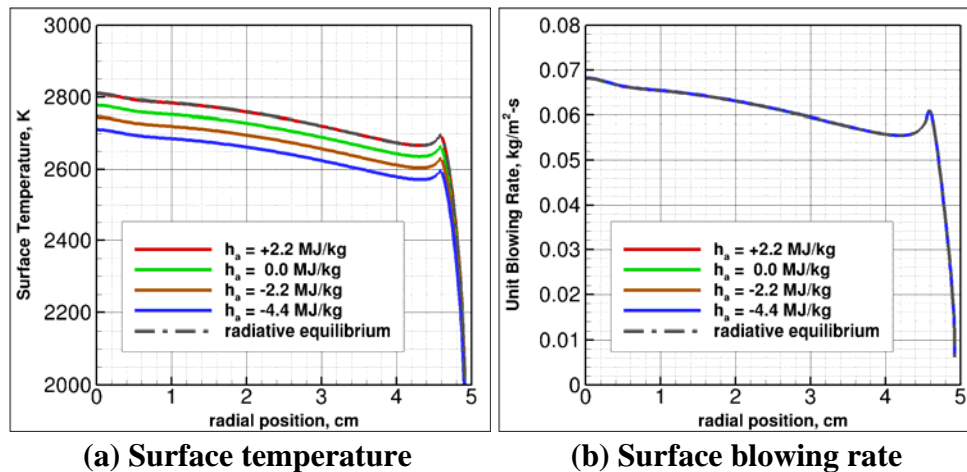 3000
2800
2600
2400
2200
2000
Surface Temperature, K
h_a = +2.2 MJ/kg
h_a = 0.0 MJ/kg
h_a = -2.2 MJ/kg
h_a = -4.4 MJ/kg
radiative equilibrium
0 1 2 3 4 5
radial position, cm
(a) Surface temperature
0.08
0.07
0.06
0.05
0.04
0.03
0.02
0.01
0
Unit Blowing Rate, kg/m²-s
h_a = +2.2 MJ/kg
h_a = 0.0 MJ/kg
h_a = -2.2 MJ/kg
h_a = -4.4 MJ/kg
radiative equilibrium
0 1 2 3 4 5
radial position, cm
(b) Surface blowing rate